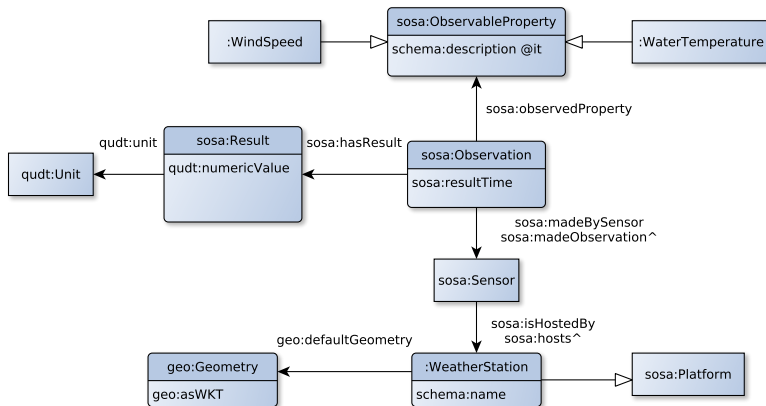 sosa:ObservableProperty
:WindSpeed
schema:description @it
:WaterTemperature
sosa:observedProperty
qudt:unit
sosa:Result
sosa:hasResult
sosa:Observation
qudt:Unit
qudt:numericValue
sosa:resultTime
sosa:madeBySensor
sosa:madeObservation^
sosa:Sensor
sosa:isHostedBy
sosa:hosts^
geo:defaultGeometry
geo:Geometry
:WeatherStation
sosa:Platform
geo:asWKT
schema:name